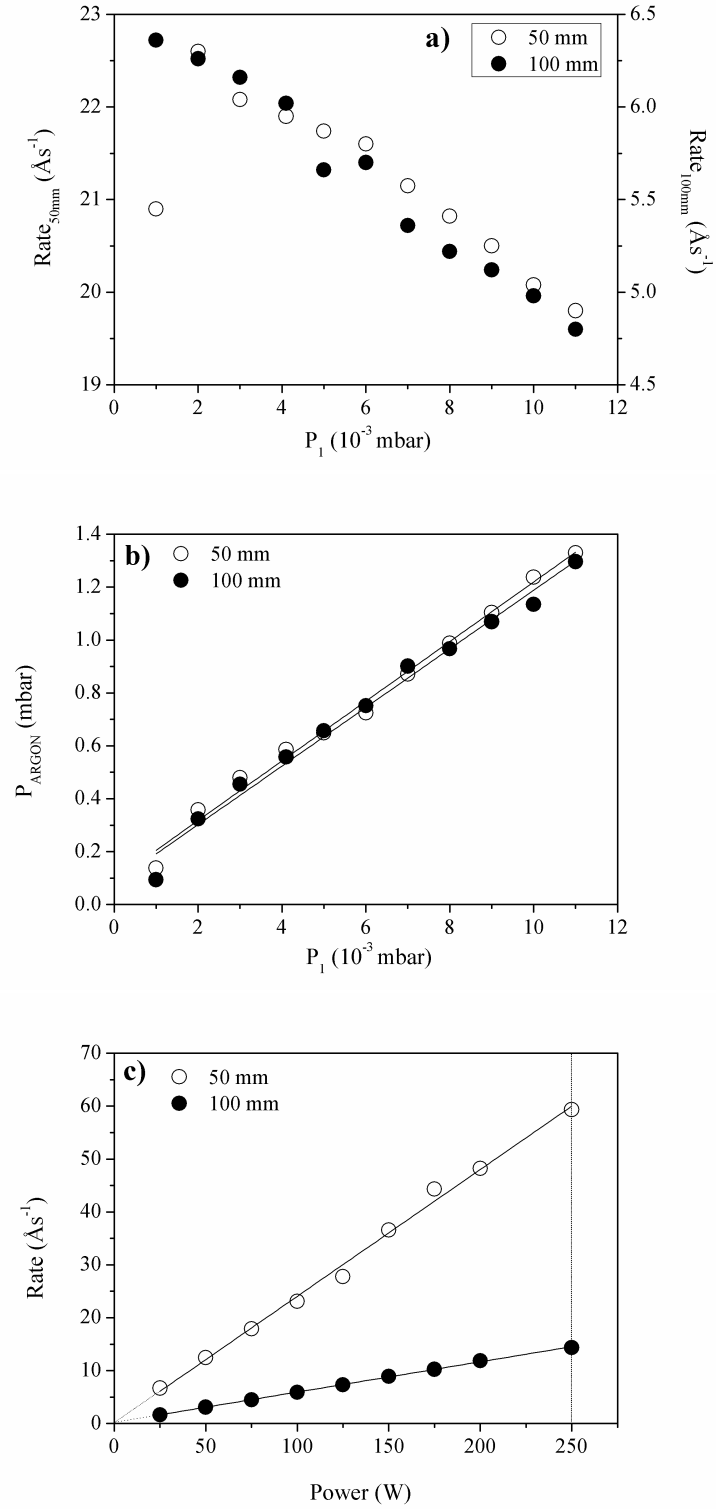 a)
50 mm
100 mm
23
22
21
20
19
6.5
6.0
5.5
5.0
4.5
Rate50mm (Ås-1)
Rate100mm (Ås-1)
0 2 4 6 8 10 12
P1 (10-3 mbar)
b)
50 mm
100 mm
1.4
1.2
1.0
0.8
0.6
0.4
0.2
0.0
PARGON (mbar)
0 2 4 6 8 10 12
P1 (10-3 mbar)
c)
50 mm
100 mm
70
60
50
40
30
20
10
0
Rate (Ås-1)
0 50 100 150 200 250
Power (W)